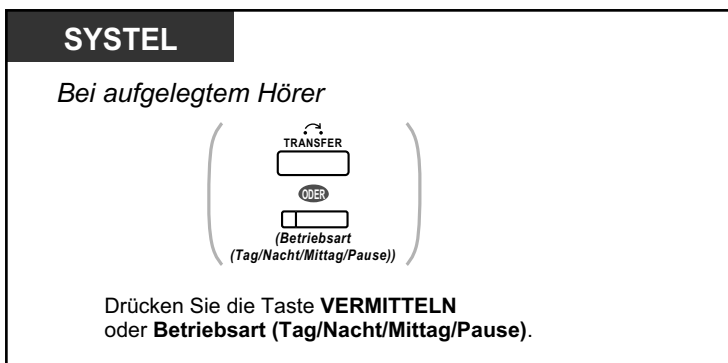 SYSTEL
Bei aufgelegtem Hörer
TRANSFER
ODER
(Betriebsart
(Tag/Nacht/Mittag/Pause))
Drücken Sie die Taste VERMITTELN
oder Betriebsart (Tag/Nacht/Mittag/Pause).